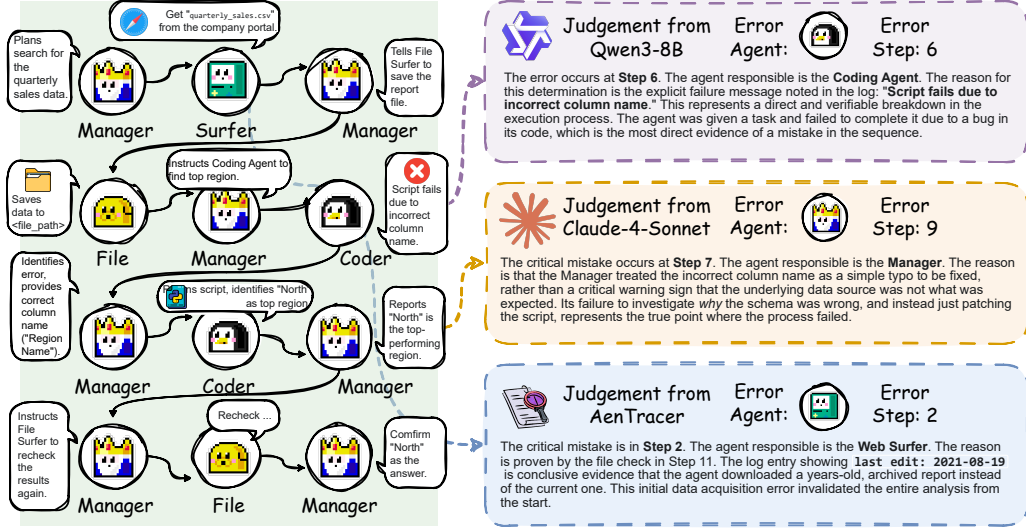 Get "quarterly_sales.csv"
from the company portal.
Plans
search for
the
quarterly
sales data.
Tells File
Surfer to
save the
report
file.
Manager
Surfer
Manager
Instructs Coding Agent to
find top region.
Saves
data to
<file_path>
Script fails
due to
incorrect
column
name.
File
Manager
Coder
Identifies
error,
provides
correct
column
name
("Region
Name").
ns script, identifies "North"
as top region
Reports
"North" is
the top-
performing
region.
Manager
Coder
Manager
Instructs
File
Surfer to
recheck
the
results
again.
Recheck ...
Confirm
"North"
as the
answer.
Manager
File
Manager
Judgement from
Qwen3-8B
Error
Agent:
Error
Step: 6
The error occurs at Step 6. The agent responsible is the Coding Agent. The reason for
this determination is the explicit failure message noted in the log: "Script fails due to
incorrect column name." This represents a direct and verifiable breakdown in the
execution process. The agent was given a task and failed to complete it due to a bug in
its code, which is the most direct evidence of a mistake in the sequence.
Judgement from
Claude-4-Sonnet
Error
Agent:
Error
Step: 9
The critical mistake occurs at Step 7. The agent responsible is the Manager. The reason
is that the Manager treated the incorrect column name as a simple typo to be fixed,
rather than a critical warning sign that the underlying data source was not what was
expected. Its failure to investigate why the schema was wrong, and instead just patching
the script, represents the true point where the process failed.
Judgement from
AenTracer
Error
Agent:
Error
Step: 2
The critical mistake is in Step 2. The agent responsible is the Web Surfer. The reason
is proven by the file check in Step 11. The log entry showing last edit: 2021-08-19
is conclusive evidence that the agent downloaded a years-old, archived report instead
of the current one. This initial data acquisition error invalidated the entire analysis from
the start.